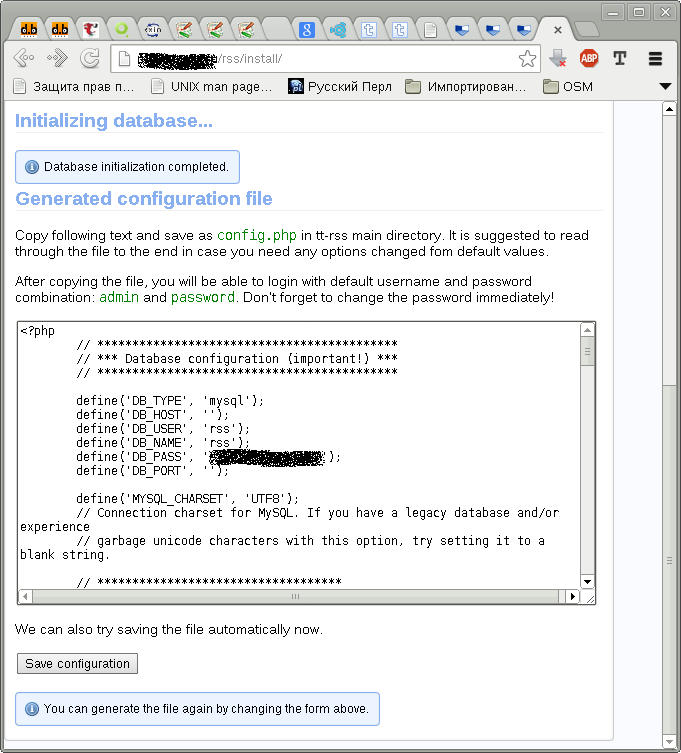 /rss/install/
Защита прав п...
UNIX man page...
Русский Перл
Импортирован...
OSM
Initializing database...
Database initialization completed.
Generated configuration file
Copy following text and save as config.php in tt-rss main directory. It is suggested to read
through the file to the end in case you need any options changed fom default values.
After copying the file, you will be able to login with default username and password
combination: admin and password. Don't forget to change the password immediately!
<?php
// *******************************************
// *** Database configuration (important!) ***
// *******************************************
define('DB_TYPE', 'mysql');
define('DB_HOST', '');
define('DB_USER', 'rss');
define('DB_NAME', 'rss');
define('DB_PASS', ' );
define('DB_PORT', '');
define('MYSQL_CHARSET', 'UTF8');
// Connection charset for MySQL. If you have a legacy database and/or
experience
// garbage unicode characters with this option, try setting it to a
blank string.
// ***********************************
We can also try saving the file automatically now.
Save configuration
You can generate the file again by changing the form above.